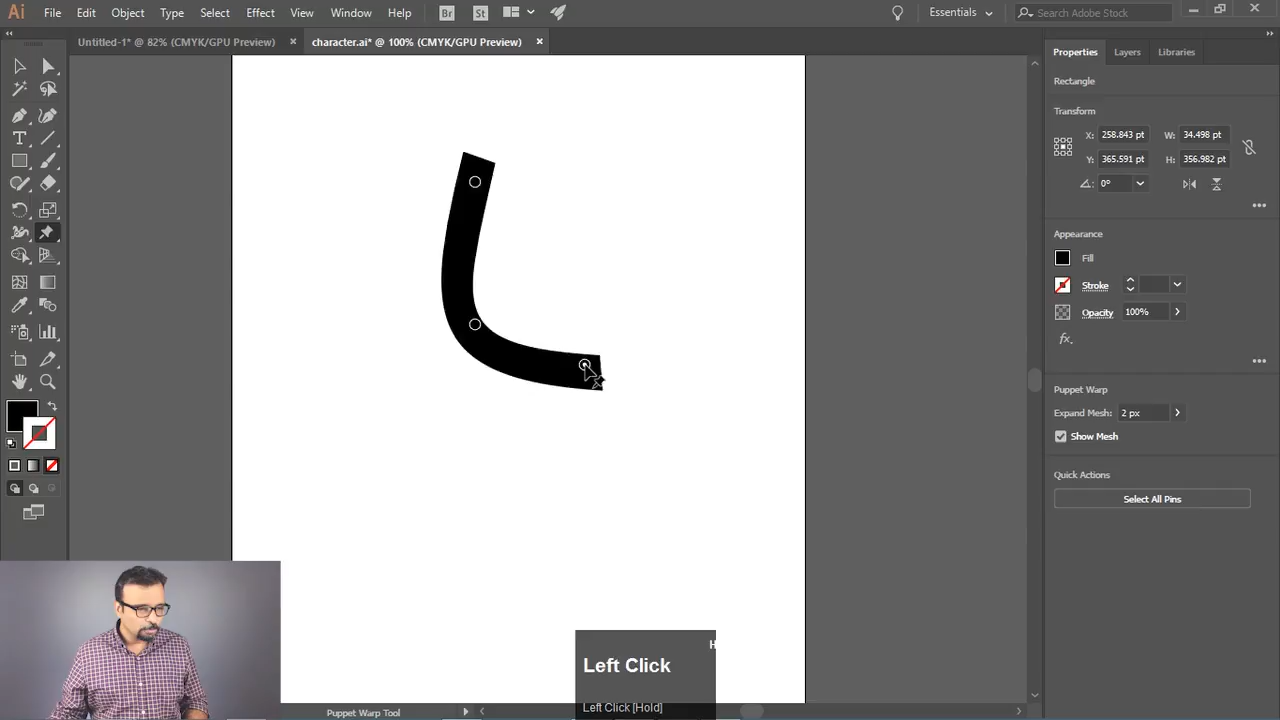 Ai File Edit Object Type Select Effect View Window Help Br St Essentials Search Adobe Stock
Untitled-1* @ 82% (CMYK/GPU Preview) × character.ai* @ 100% (CMYK/GPU Preview) ×
Properties Layers Libraries
Rectangle
Transform
X: 258.843 pt W: 34.498 pt
Y: 365.591 pt H: 356.982 pt
0°
Appearance
Fill
Stroke
Opacity 100%
fx.
Puppet Warp
Expand Mesh: 2 px
Show Mesh
Quick Actions
Select All Pins
H
Left Click
Left Click [Hold]
Puppet Warp Tool